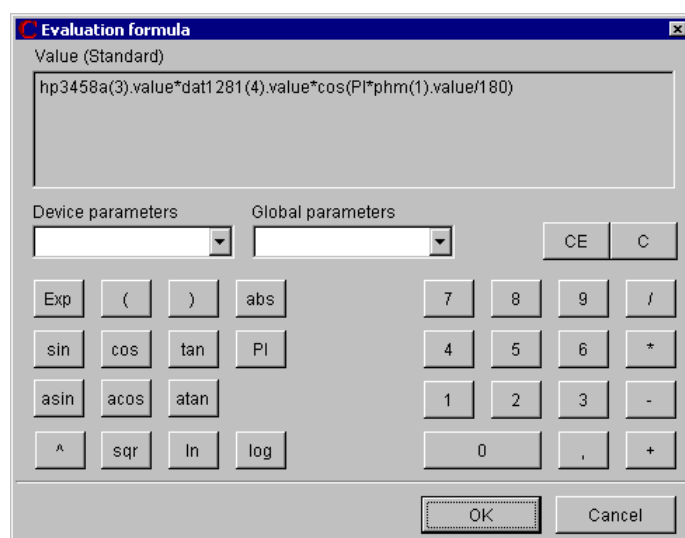 Evaluation formula
Value (Standard)
hp3458a(3).value*dat1281(4).value*cos(PI*phm(1).value/180)
Device parameters Global parameters
CE C
Exp ( ) abs 7 8 9 /
sin cos tan PI 4 5 6 *
asin acos atan 1 2 3 -
^ sqr ln log 0 , +
OK Cancel